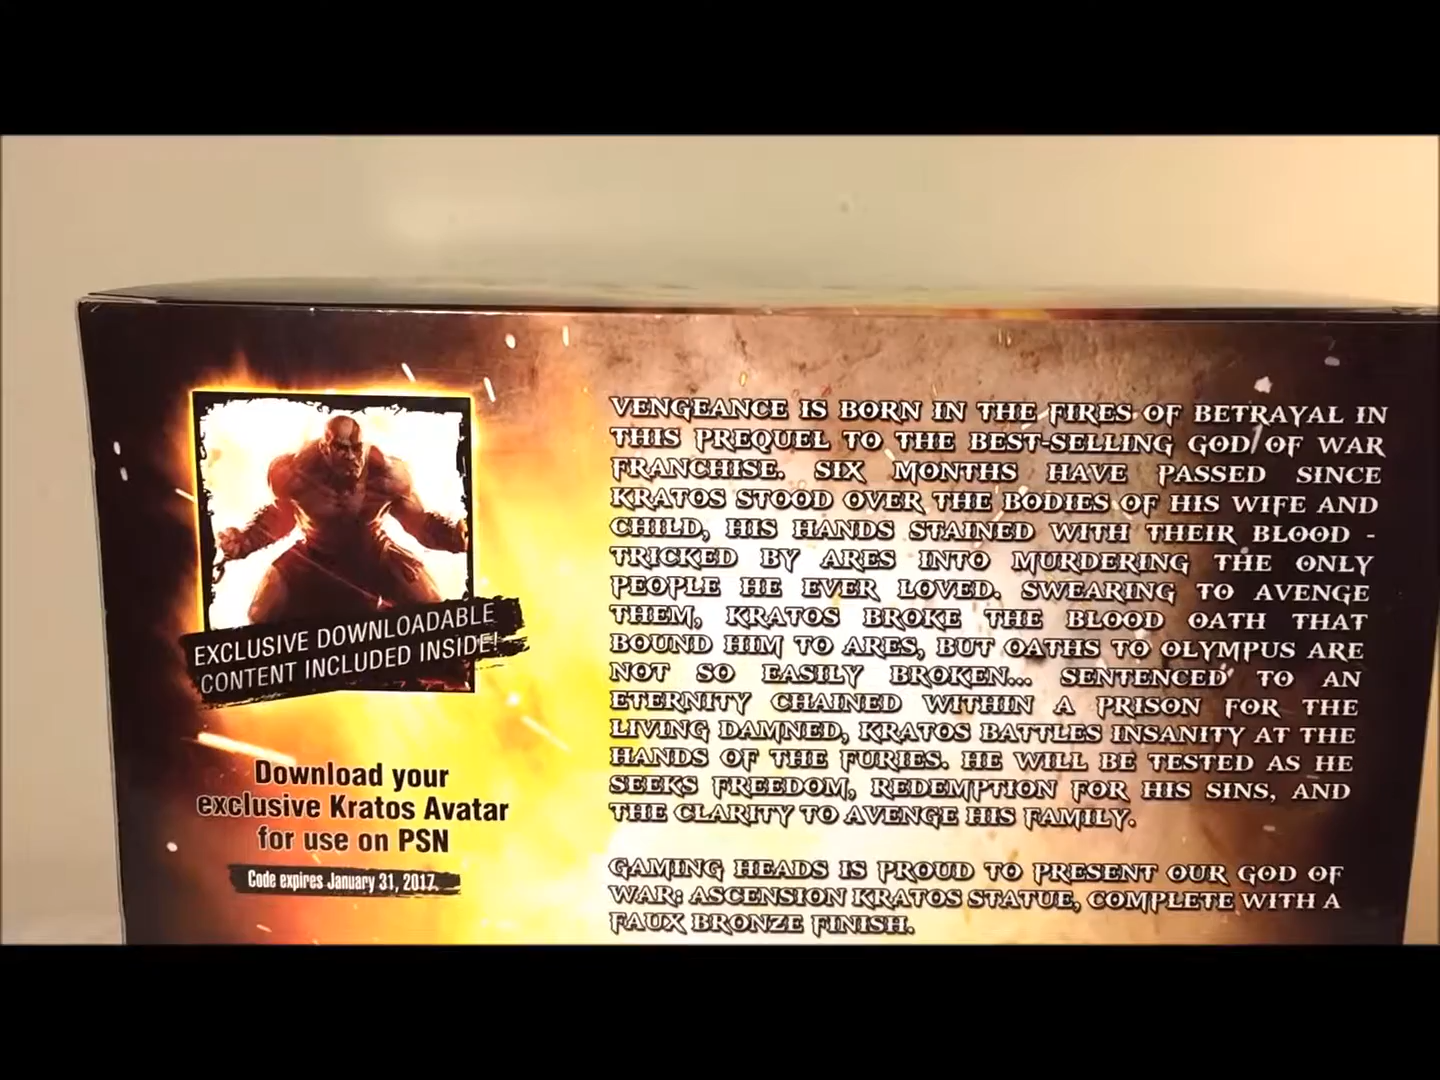 EXCLUSIVE DOWNLOADABLE
CONTENT INCLUDED INSIDE!
Download your
exclusive Kratos Avatar
for use on PSN
Code expires January 31, 2017.
VENGEANCE IS BORN IN THE FIRES OF BETRAYAL IN
THIS PREQUEL TO THE BEST-SELLING GOD OF WAR
FRANCHISE. SIX MONTHS HAVE PASSED SINCE
KRATOS STOOD OVER THE BODIES OF HIS WIFE AND
CHILD, HIS HANDS STAINED WITH THEIR BLOOD -
TRICKED BY ARES INTO MURDERING THE ONLY
PEOPLE HE EVER LOVED. SWEARING TO AVENGE
THEM, KRATOS BROKE THE BLOOD OATH THAT
BOUND HIM TO ARES, BUT OATHS TO OLYMPUS ARE
NOT SO EASILY BROKEN... SENTENCED TO AN
ETERNITY CHAINED WITHIN A PRISON FOR THE
LIVING DAMNED, KRATOS BATTLES INSANITY AT THE
HANDS OF THE FURIES. HE WILL BE TESTED AS HE
SEEKS FREEDOM, REDEMPTION FOR HIS SINS, AND
THE CLARITY TO AVENGE HIS FAMILY.
GAMING HEADS IS PROUD TO PRESENT OUR GOD OF
WAR: ASCENSION KRATOS STATUE, COMPLETE WITH A
FAUX BRONZE FINISH.